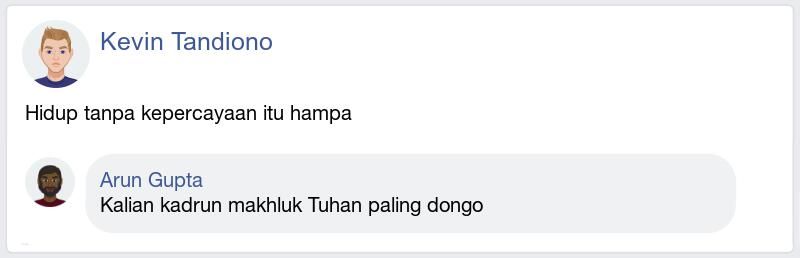 Kevin Tandiono
Hidup tanpa kepercayaan itu hampa
Arun Gupta
Kalian kadrun makhluk Tuhan paling dongo